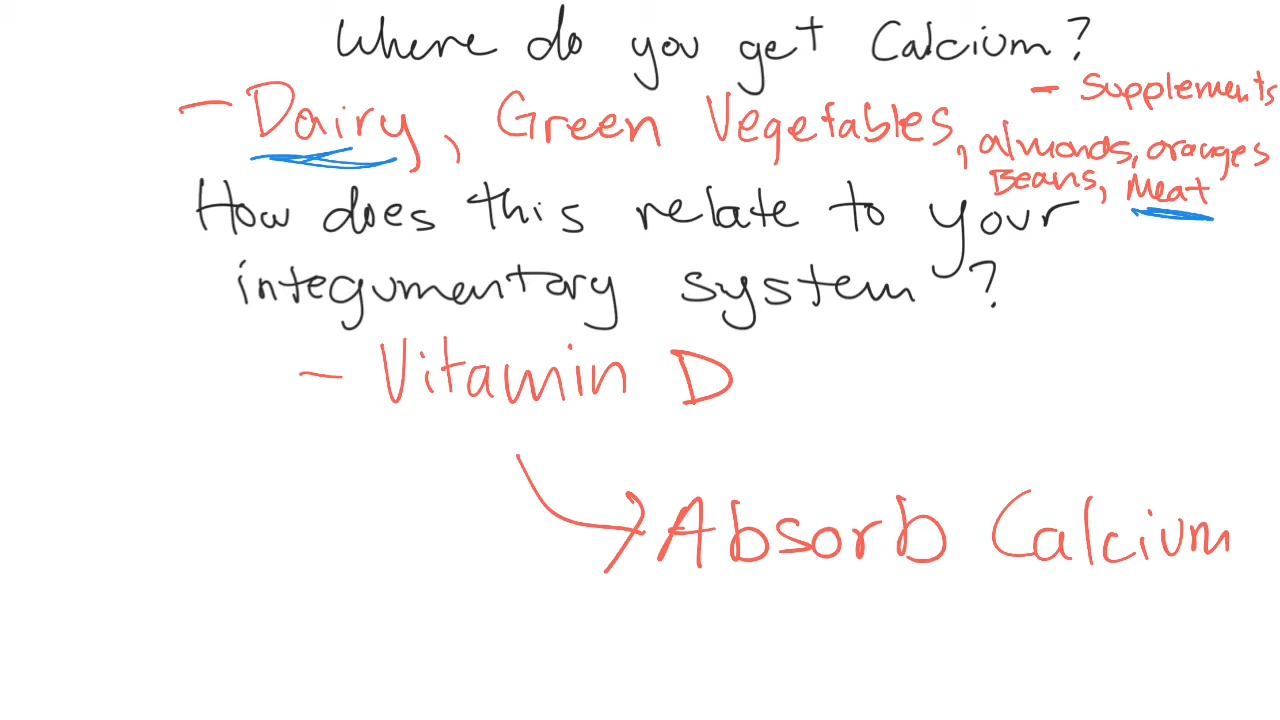 Where do you get Calcium?
- Supplements
- Dairy, Green Vegetables, almonds, oranges
Beans, Meat
How does this relate to your
integumentary system?
- Vitamin D
Absorb Calcium